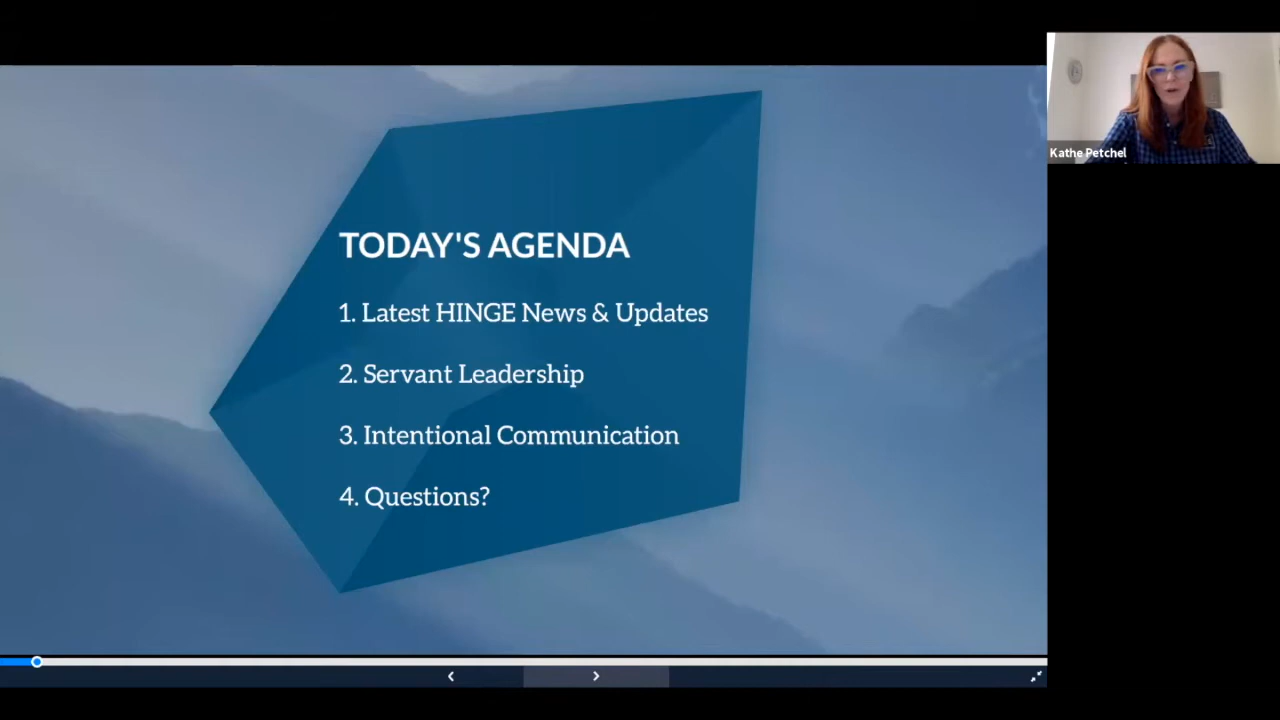 TODAY'S AGENDA
1. Latest HINGE News & Updates
2. Servant Leadership
3. Intentional Communication
4. Questions?
Kathe Petchel